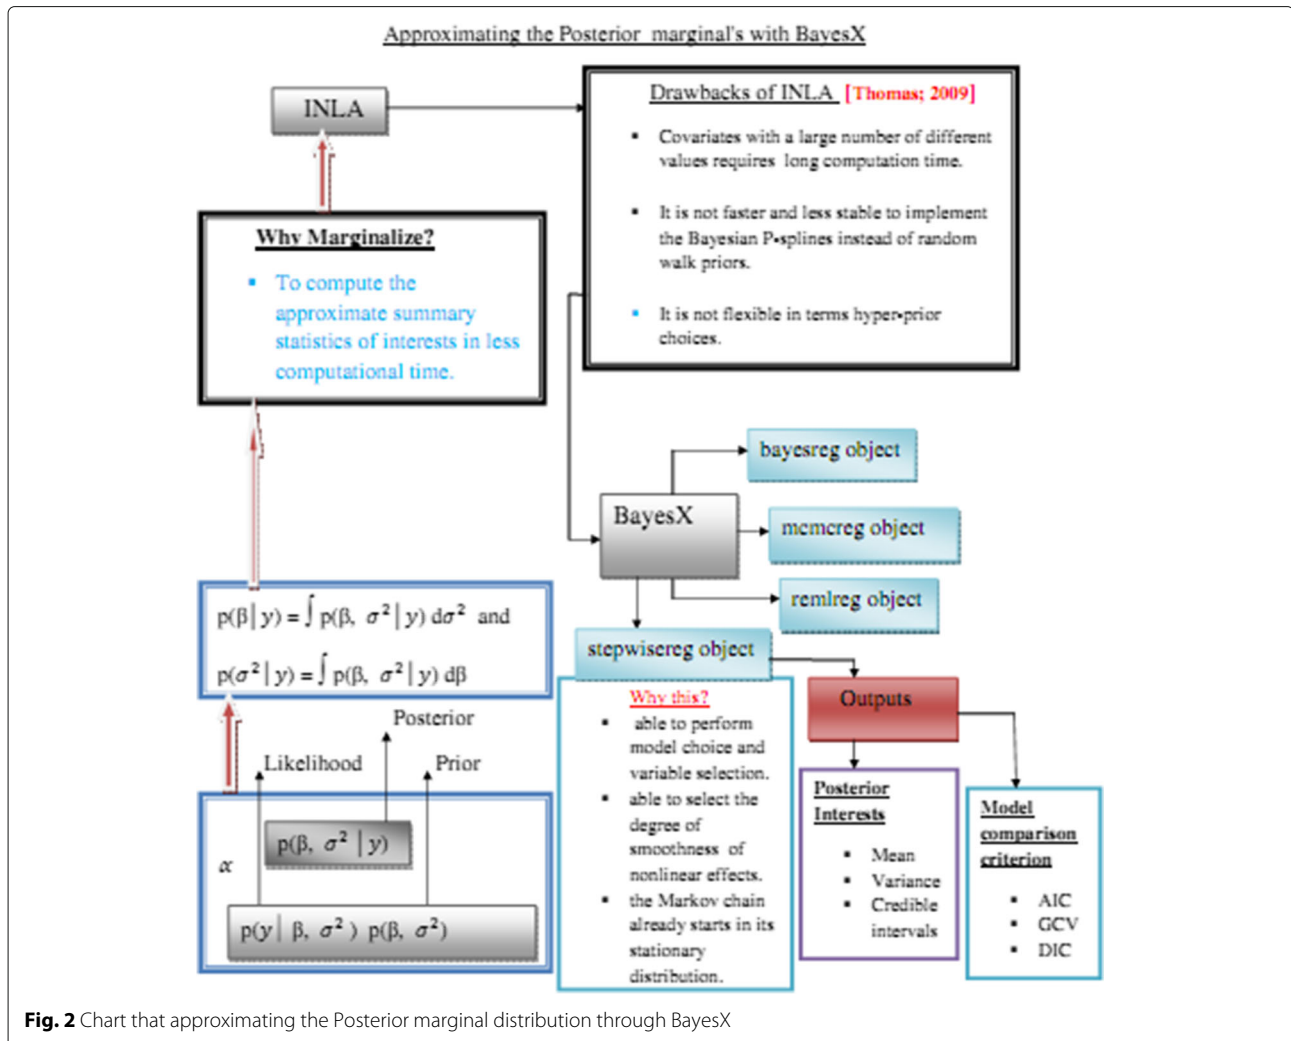 Approximating the Posterior marginal's with BayesX
INLA
Drawbacks of INLA [Thomas; 2009]
▪ Covariates with a large number of different
values requires long computation time.
▪ It is not faster and less stable to implement
the Bayesian P-splines instead of random
walk priors.
▪ It is not flexible in terms hyper-prior
choices.
Why Marginalize?
▪ To compute the
approximate summary
statistics of interests in less
computational time.
bayesreg object
BayesX
mcmcreg object
remlreg object
p(β|y) = ∫ p(β, σ²|y) dσ² and
p(σ²|y) = ∫ p(β, σ²|y) dβ
stepwisereg object
Why this?
▪ able to perform
model choice and
variable selection.
▪ able to select the
degree of
smoothness of
nonlinear effects.
▪ the Markov chain
already starts in its
stationary
distribution.
Outputs
Posterior
Interests
▪ Mean
▪ Variance
▪ Credible
intervals
Model
comparison
criterion
▪ AIC
▪ GCV
▪ DIC
Posterior
Likelihood
Prior
p(β, σ²|y)
∝
p(y|β, σ²) p(β, σ²)
Fig. 2 Chart that approximating the Posterior marginal distribution through BayesX